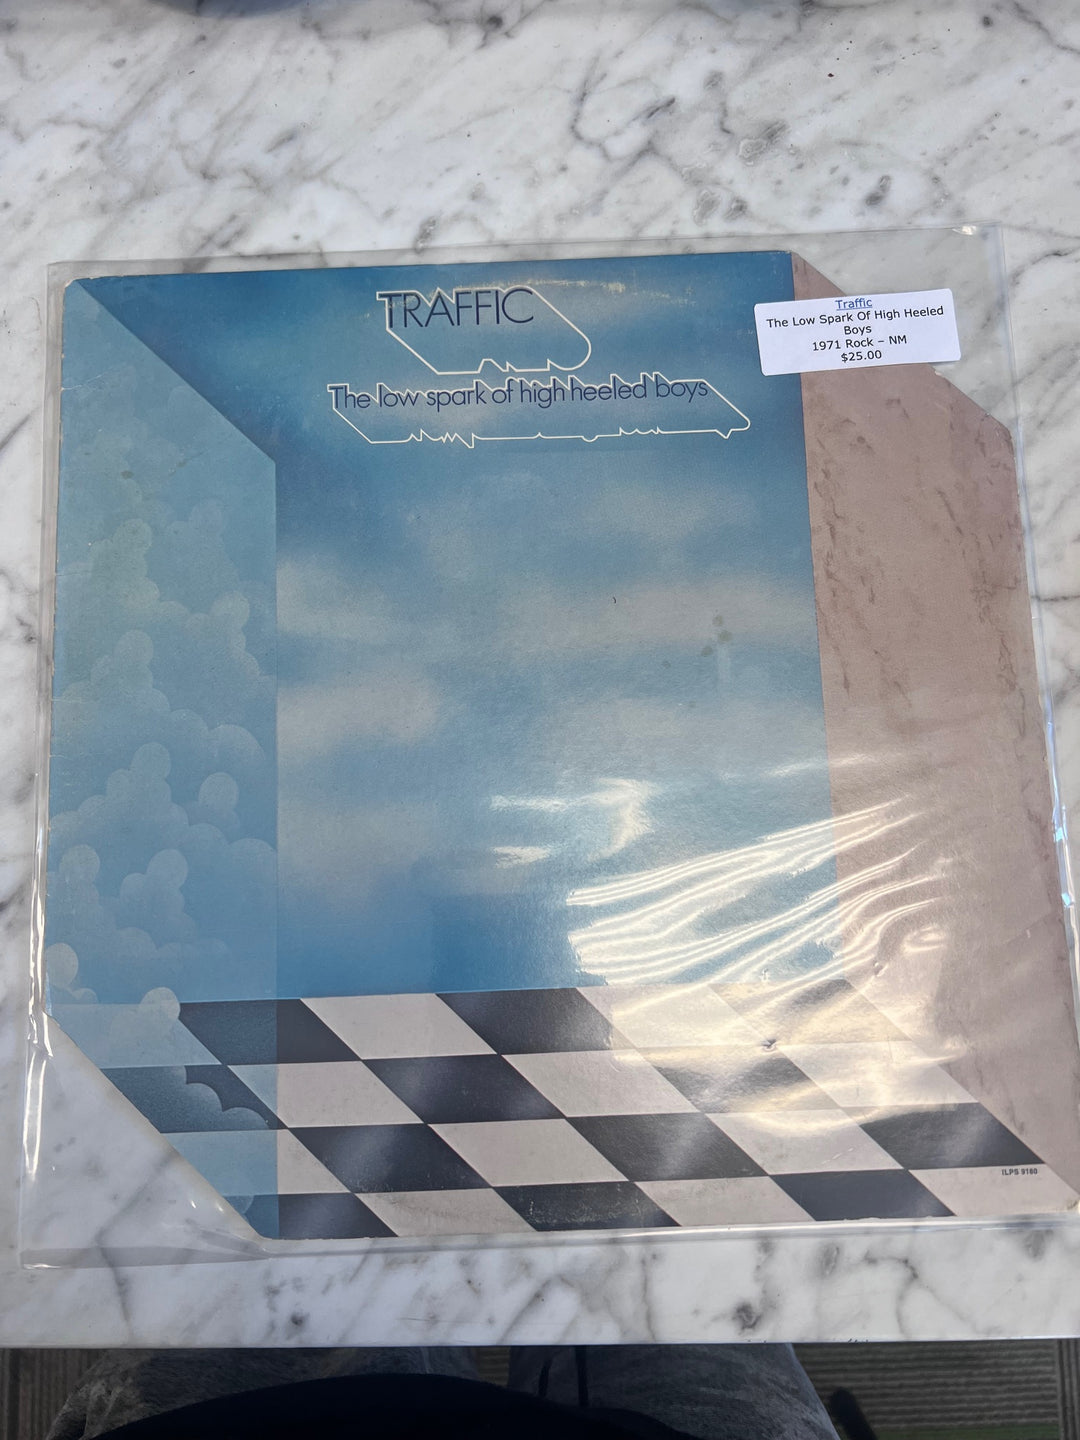 TRAFFIC
The low spark of high heeled boys
Traffic
The Low Spark Of High Heeled
Boys
1971 Rock – NM
$25.00
ILPS 9180